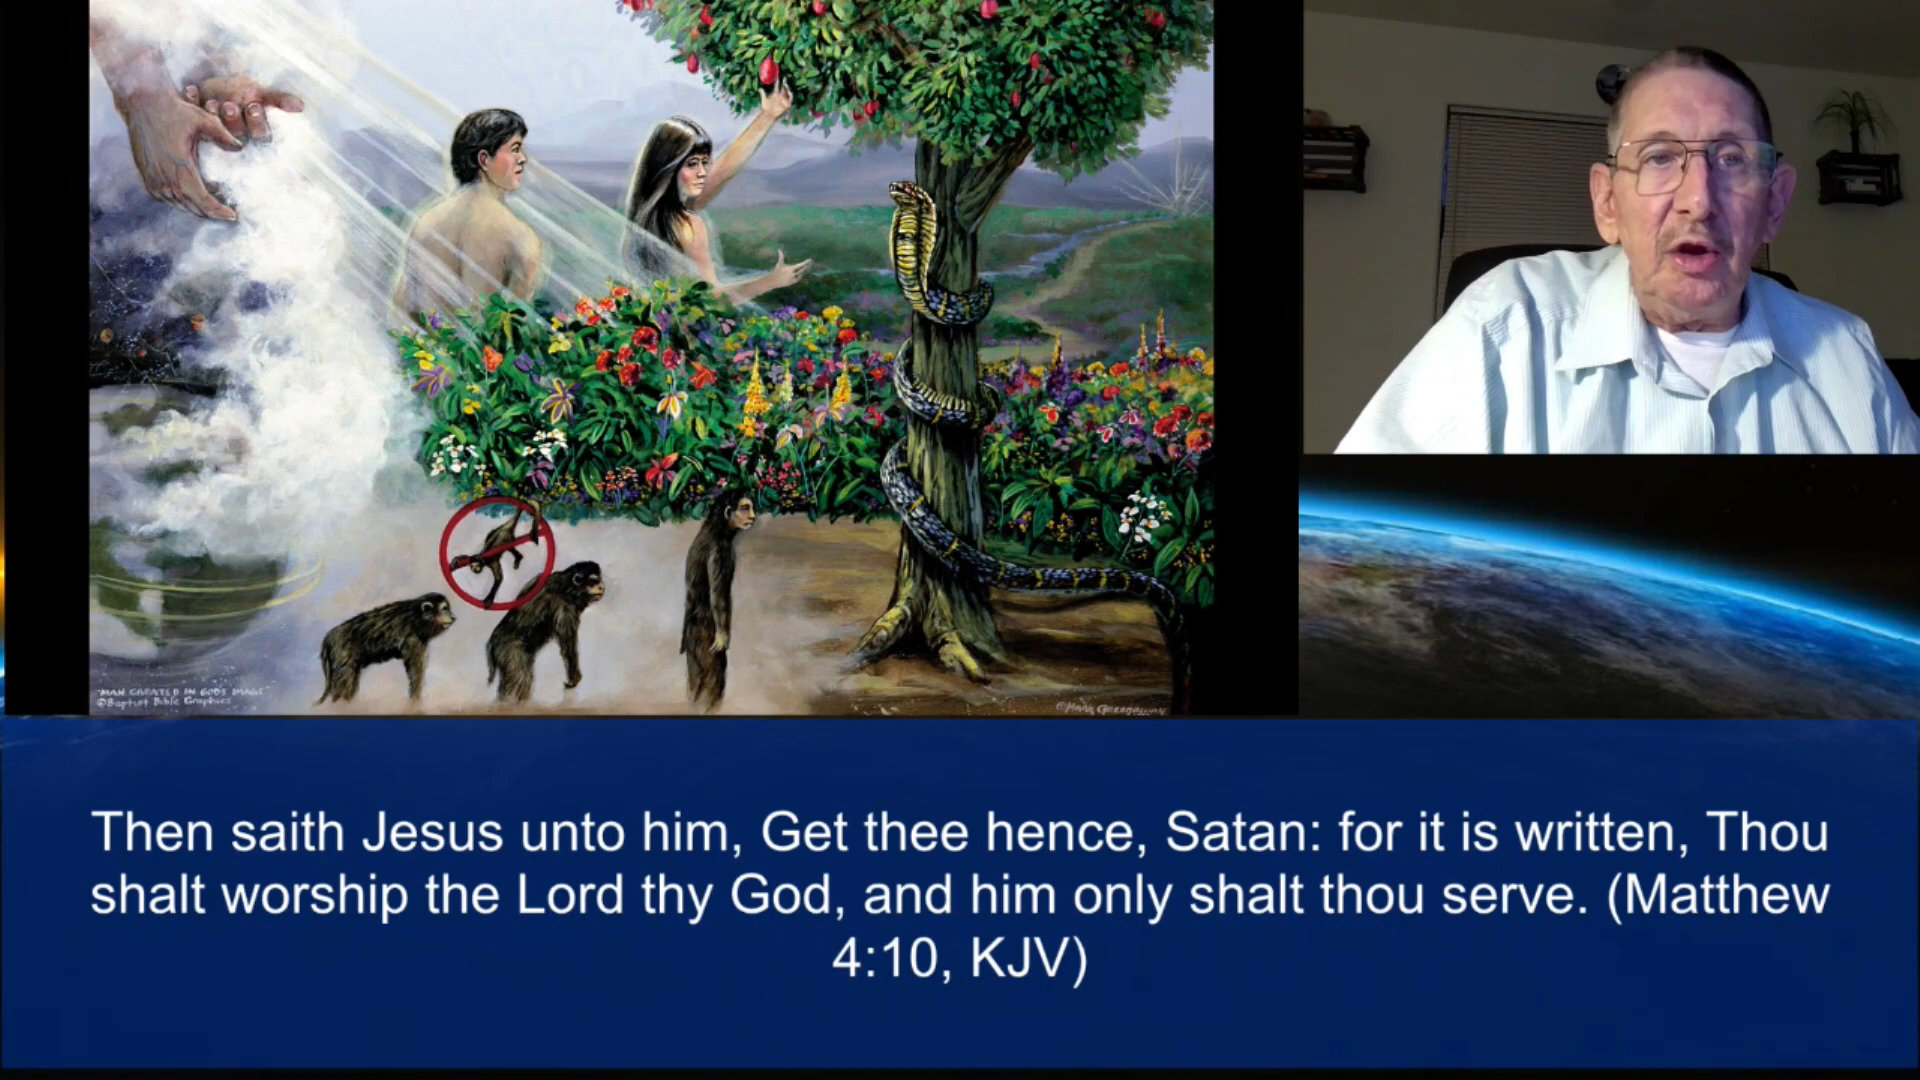 MAN CREATED IN GODS IMAGE
©Baptist Bible Graphics
Then saith Jesus unto him, Get thee hence, Satan: for it is written, Thou
shalt worship the Lord thy God, and him only shalt thou serve. (Matthew
4:10, KJV)